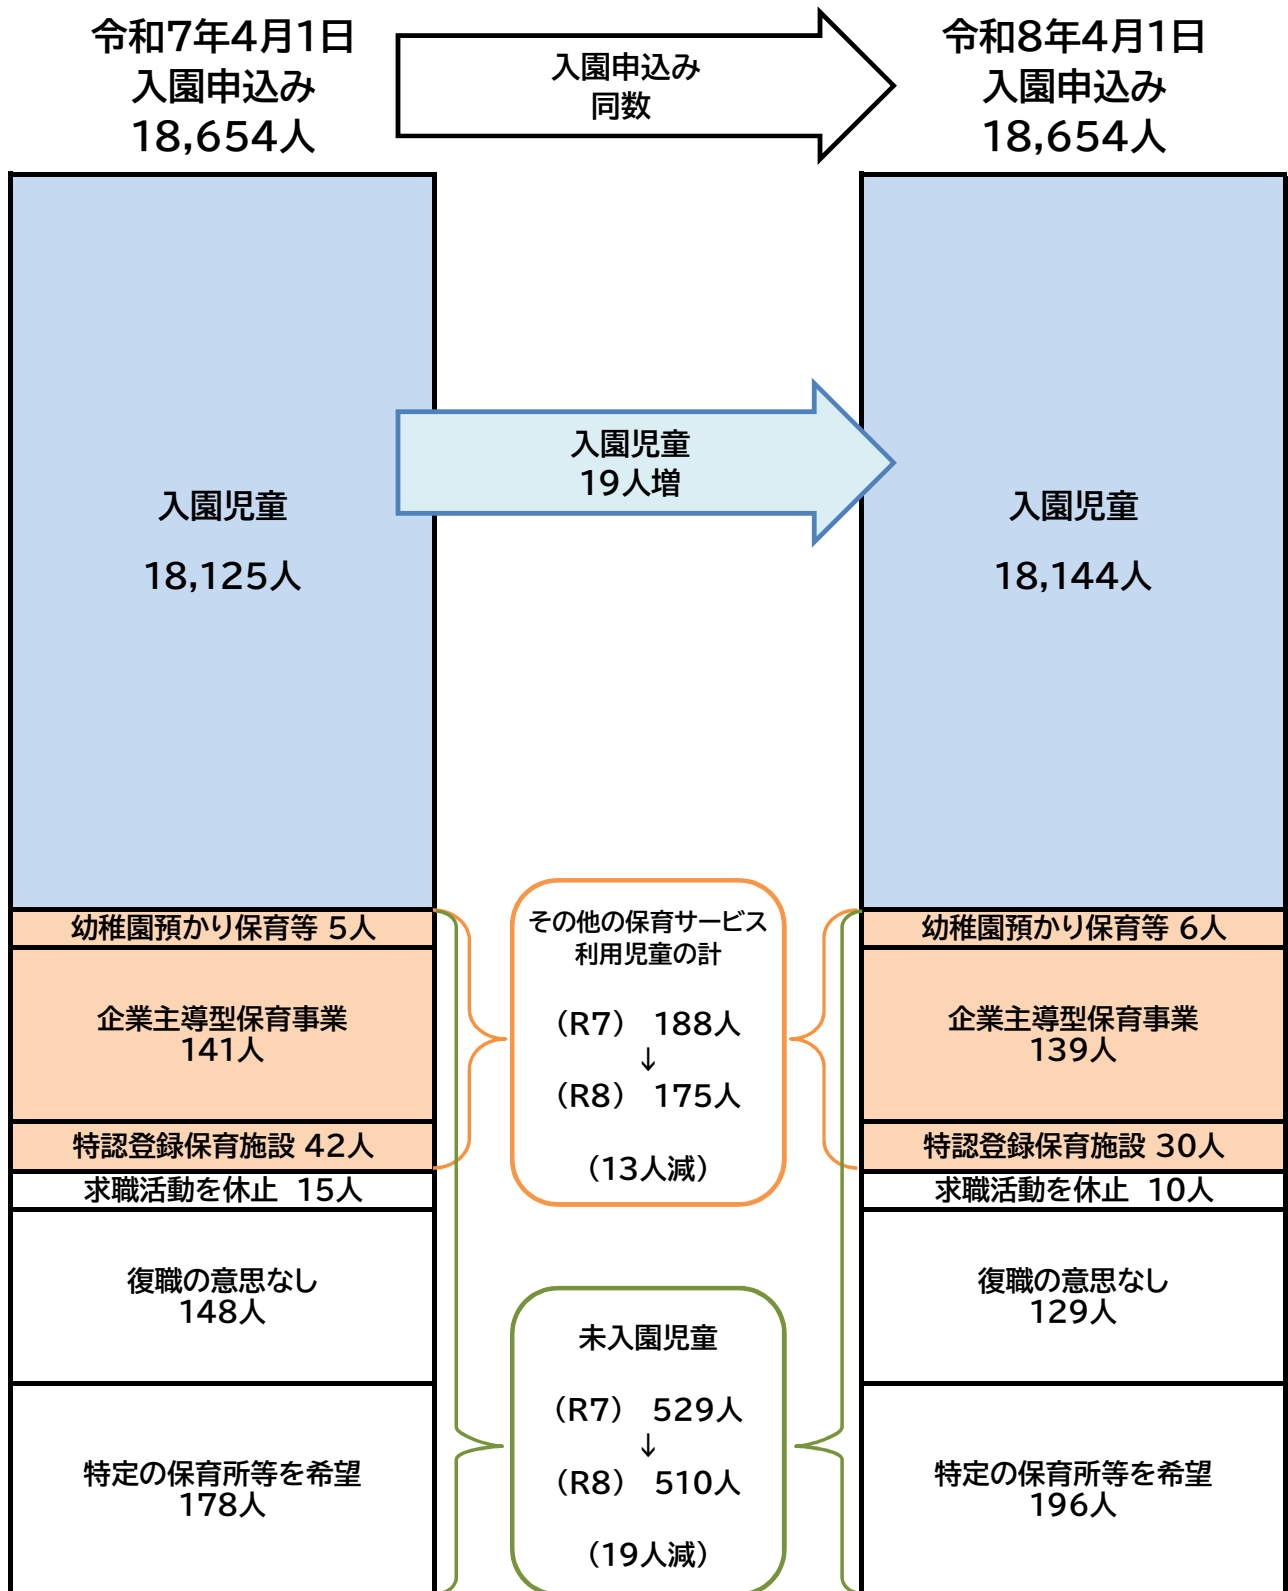 令和7年4月1日
入園申込み
18,654人
入園申込み
同数
令和8年4月1日
入園申込み
18,654人
入園児童
18,125人
入園児童
19人増
入園児童
18,144人
幼稚園預かり保育等 5人
企業主導型保育事業
141人
特認登録保育施設 42人
求職活動を休止 15人
復職の意思なし
148人
特定の保育所等を希望
178人
その他の保育サービス
利用児童の計
（R7） 188人
↓
（R8） 175人
（13人減）
未入園児童
（R7） 529人
↓
（R8） 510人
（19人減）
幼稚園預かり保育等 6人
企業主導型保育事業
139人
特認登録保育施設 30人
求職活動を休止 10人
復職の意思なし
129人
特定の保育所等を希望
196人